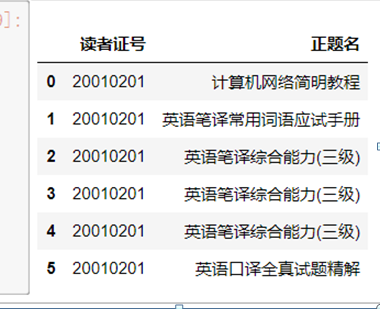 ]:
读者证号 正题名
0 20010201 计算机网络简明教程
1 20010201 英语笔译常用词语应试手册
2 20010201 英语笔译综合能力(三级)
3 20010201 英语笔译综合能力(三级)
4 20010201 英语笔译综合能力(三级)
5 20010201 英语口译全真试题精解